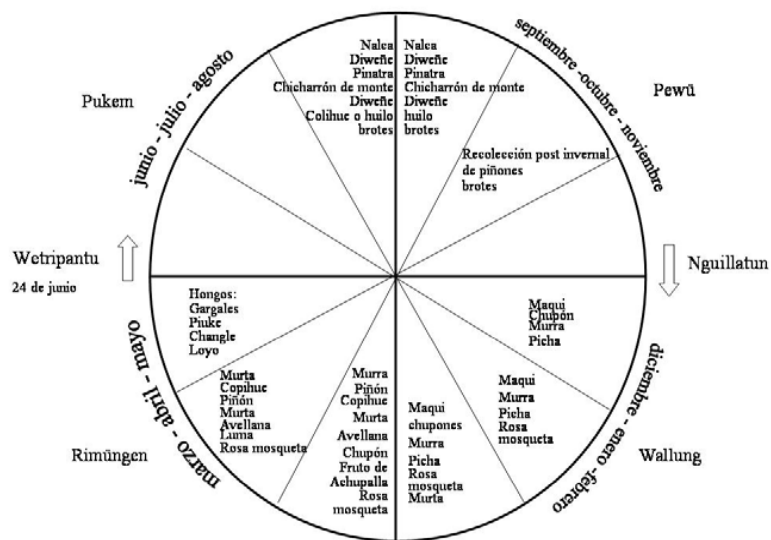 junio - julio - agosto
Pukem
Nalca
Diweñe
Pinatra
Chicharrón de monte
Diweñe
Colihue o huilo
brotes
septiembre -octubre - noviembre
Pewü
Nalca
Diweñe
Pinatra
Chicharrón de monte
Diweñe
huilo
brotes
Recolección post invernal
de piñones
brotes
Wetripantu
24 de junio
Nguillatun
Hongos:
Gargales
Piuke
Changle
Loyo
Murta
Copihue
Piñón
Murta
Avellana
Luma
Rosa mosqueta
Murra
Piñón
Copihue
Murta
Avellana
Chupón
Fruto de
Achupalla
Rosa
mosqueta
marzo - abril - mayo
Rimüngen
Maqui
Chupón
Murra
Picha
Maqui
Murra
Picha
Rosa
mosqueta
Maqui
chupones
Murra
Picha
Rosa
mosqueta
Murta
diciembre - enero -febrero
Wallung